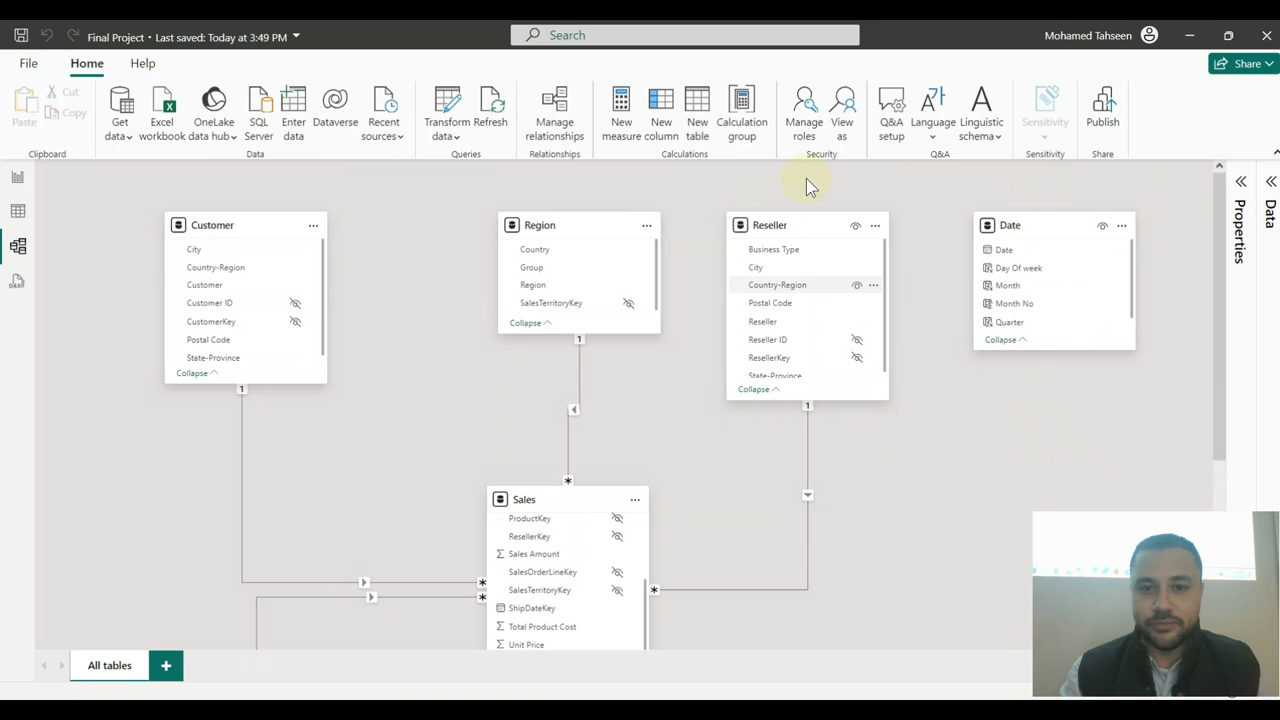 Final Project • Last saved: Today at 3:49 PM
Search
Mohamed Tahseen
File
Home
Help
Share
Paste
Cut
Copy
Get data
Excel workbook
OneLake data hub
SQL Server
Enter data
Dataverse
Recent sources
Transform data
Refresh
Manage relationships
New measure
New column
New table
Calculation group
Manage roles
View as
Q&A setup
Language
Linguistic schema
Sensitivity
Publish
Clipboard
Data
Queries
Relationships
Calculations
Security
Q&A
Sensitivity
Share
Customer
City
Country-Region
Customer
Customer ID
CustomerKey
Postal Code
State-Province
Collapse
1
Region
Country
Group
Region
SalesTerritoryKey
Collapse
1
*
Reseller
Business Type
City
Country-Region
Postal Code
Reseller
Reseller ID
ResellerKey
State-Province
Collapse
1
Date
Date
Day Of week
Month
Month No
Quarter
Collapse
Properties
Data
Sales
ProductKey
ResellerKey
Σ Sales Amount
SalesOrderLineKey
SalesTerritoryKey
ShipDateKey
Σ Total Product Cost
Σ Unit Price
*
*
*
All tables
+